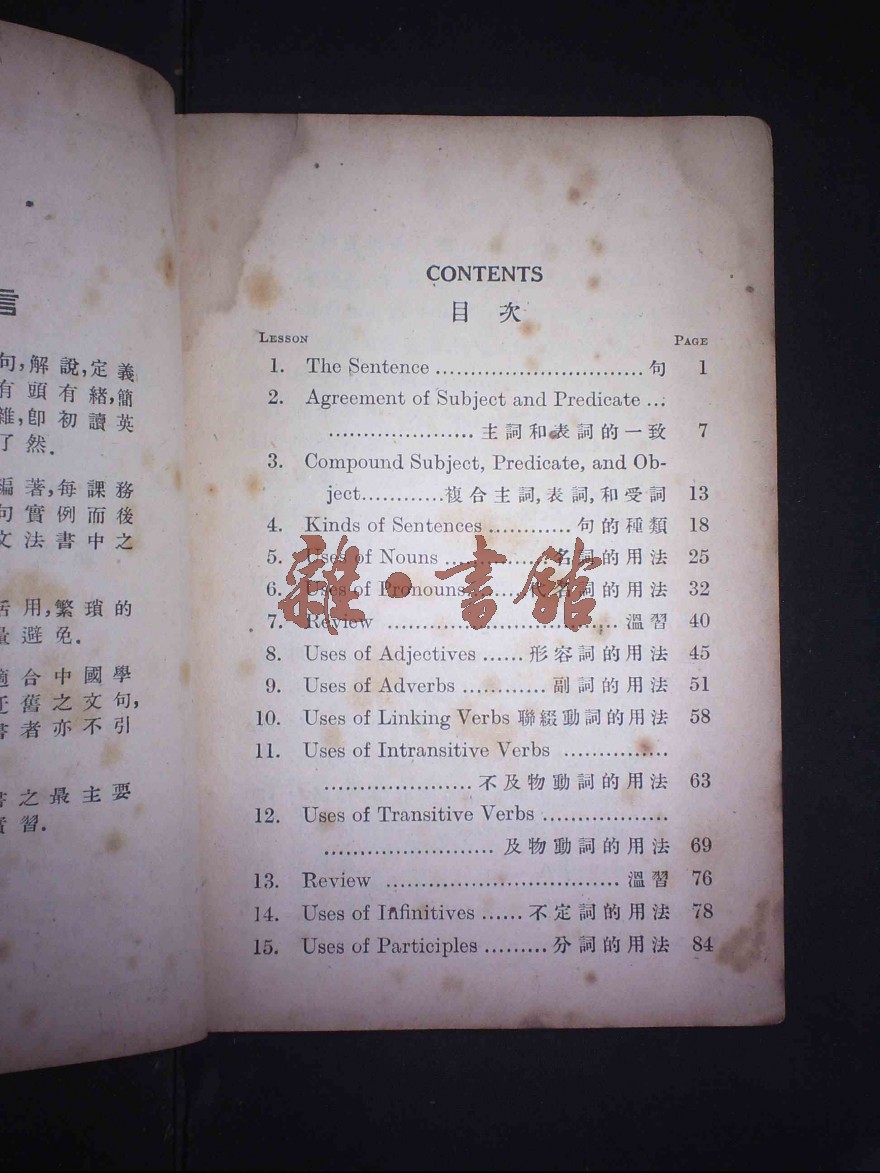 言
句,解說,定義
有頭有緒,簡
雜,卽初讀英
了然.
編著,每課務
句實例而後
文法書中之
活用,繁瑣的
量避免.
適合中國學
迂舊之文句,
書者亦不引
書之最主要
實習.
CONTENTS
目次
LESSON PAGE
1. The Sentence .............................. 句 1
2. Agreement of Subject and Predicate ...
..................... 主詞和表詞的一致 7
3. Compound Subject, Predicate, and Ob-
ject............ 複合主詞,表詞,和受詞 13
4. Kinds of Sentences ............ 句的種類 18
5. Uses of Nouns ............... 名詞的用法 25
6. Uses of Pronouns ......... 代名詞的用法 32
7. Review .................................. 溫習 40
8. Uses of Adjectives ...... 形容詞的用法 45
9. Uses of Adverbs ............ 副詞的用法 51
10. Uses of Linking Verbs 聯綴動詞的用法 58
11. Uses of Intransitive Verbs ...............
..................... 不及物動詞的用法 63
12. Uses of Transitive Verbs ..................
........................ 及物動詞的用法 69
13. Review .................................. 溫習 76
14. Uses of Infinitives ...... 不定詞的用法 78
15. Uses of Participles ......... 分詞的用法 84
雜·書館